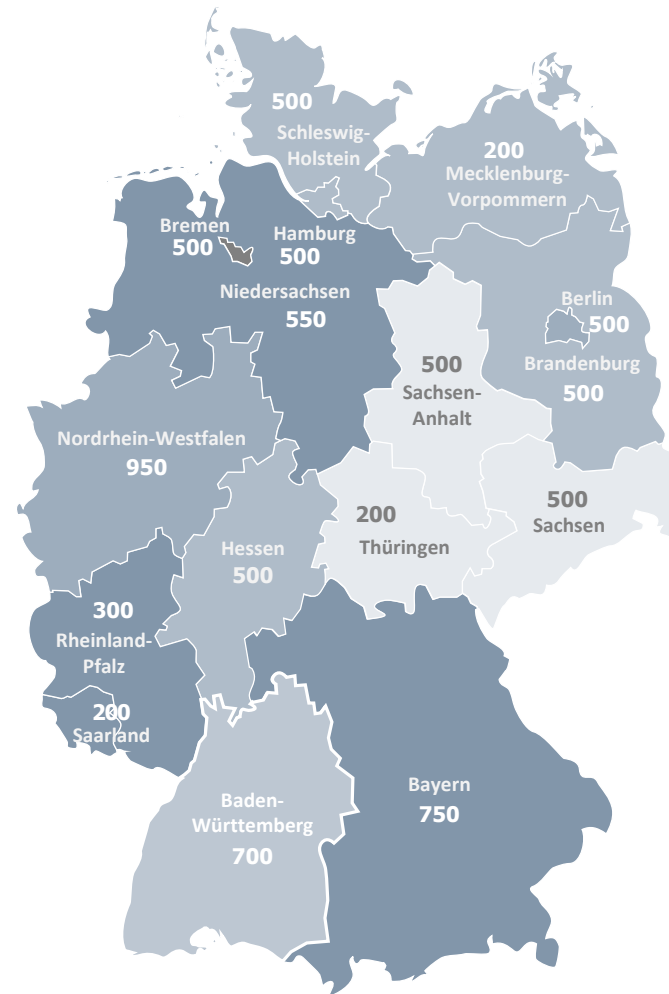 500
Schleswig-
Holstein
200
Mecklenburg-
Vorpommern
Bremen
500
Hamburg
500
Niedersachsen
550
Berlin
500
Brandenburg
500
500
Sachsen-
Anhalt
Nordrhein-Westfalen
950
500
Sachsen
200
Thüringen
Hessen
500
300
Rheinland-
Pfalz
200
Saarland
Baden-
Württemberg
700
Bayern
750